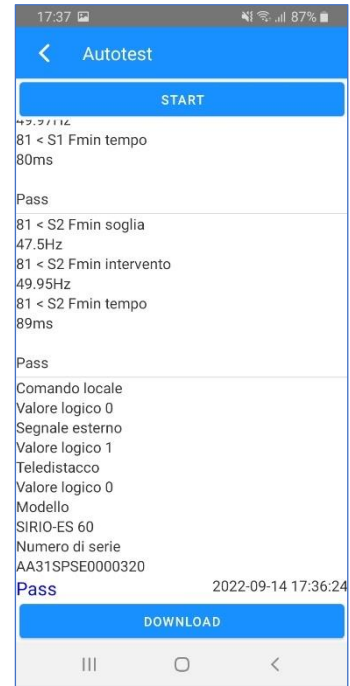 17:37 87%
Autotest
START
49.97Hz
81 < S1 Fmin tempo
80ms
Pass
81 < S2 Fmin soglia
47.5Hz
81 < S2 Fmin intervento
49.95Hz
81 < S2 Fmin tempo
89ms
Pass
Comando locale
Valore logico 0
Segnale esterno
Valore logico 1
Teledistacco
Valore logico 0
Modello
SIRIO-ES 60
Numero di serie
AA31SPSE0000320
Pass 2022-09-14 17:36:24
DOWNLOAD